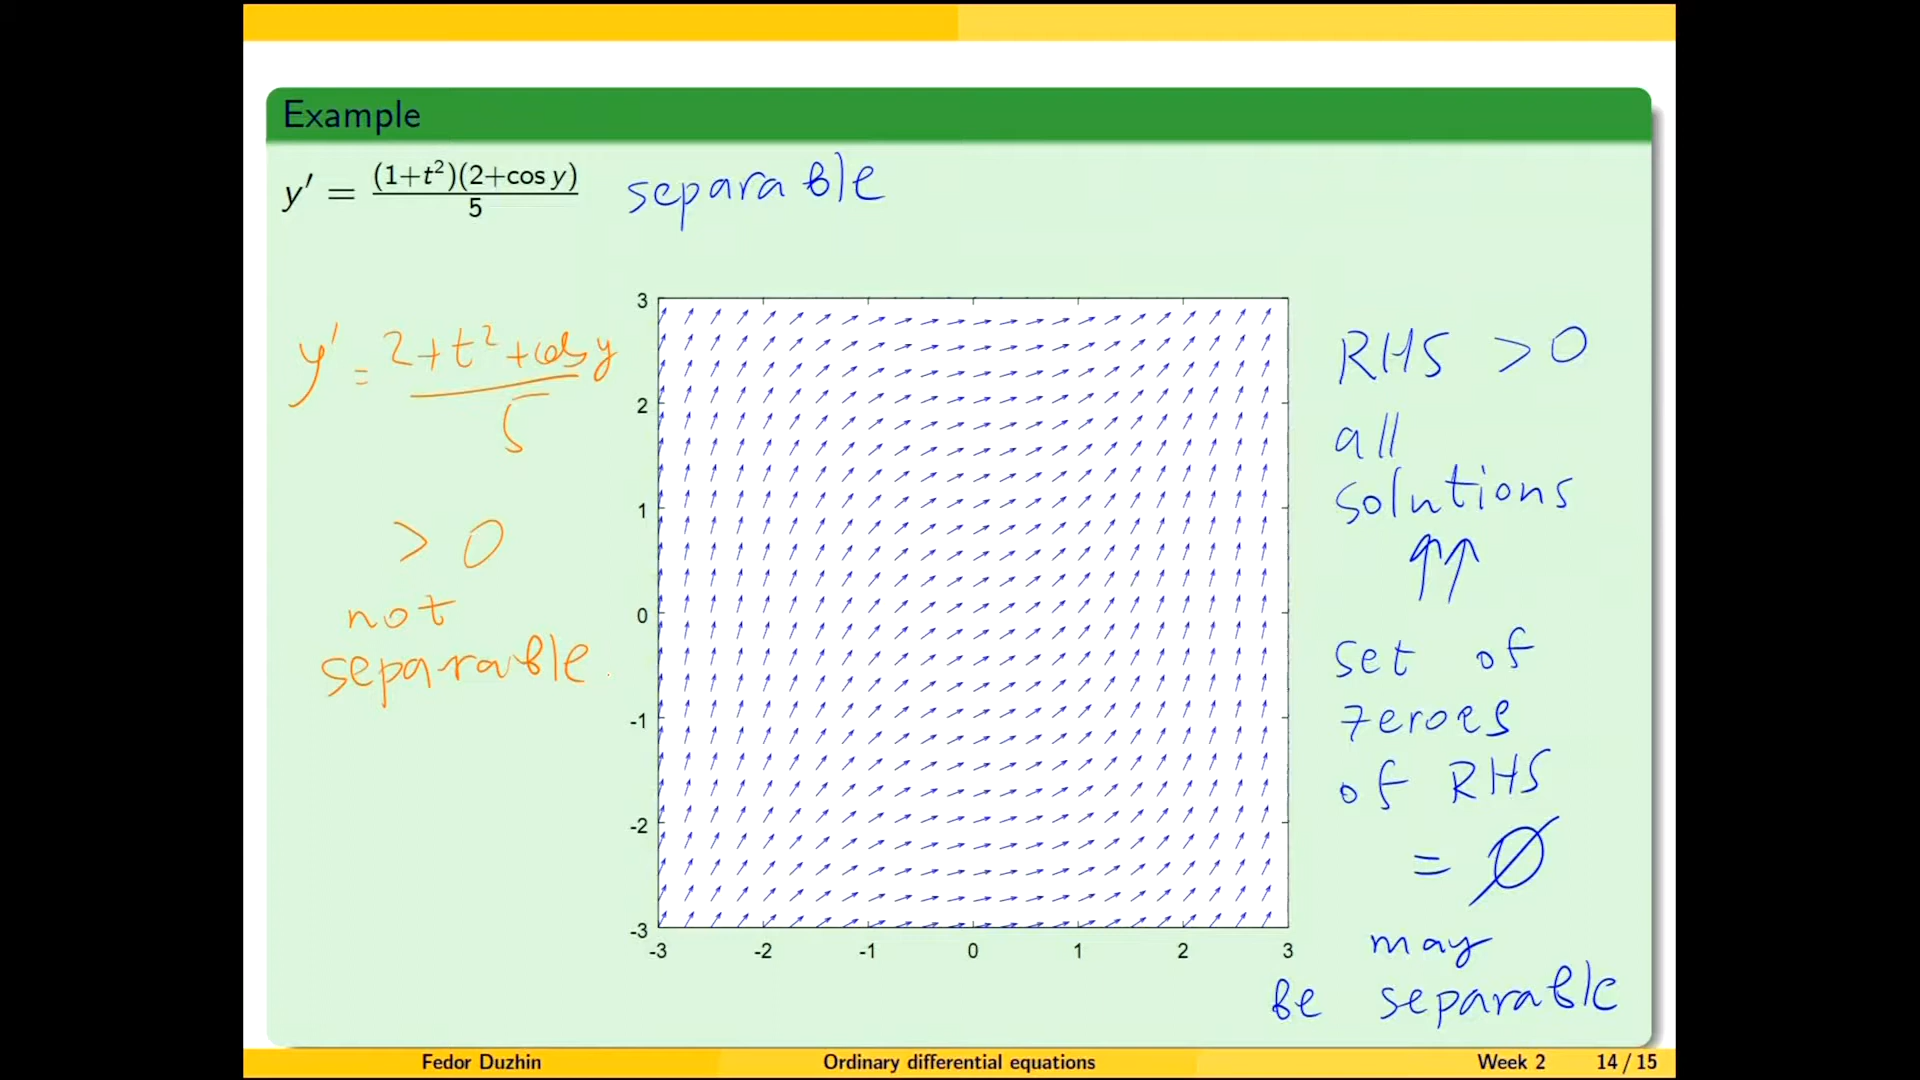 Example
y′ = (1+t²)(2+cos y)/5 separable
y' = 2+t²+cos y / 5
> 0
not
separable.
3
2
1
0
-1
-2
-3
-3 -2 -1 0 1 2 3
RHS > 0
all
solutions
↑↑
set of
zeroes
of RHS
= ∅
may
be separable
Fedor Duzhin Ordinary differential equations Week 2 14 / 15